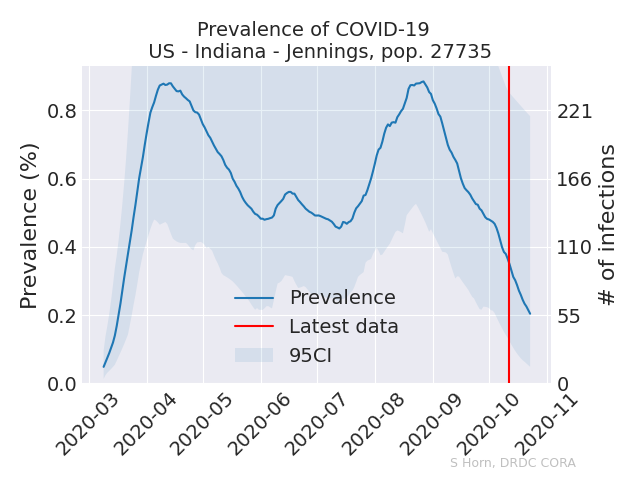 Prevalence of COVID-19
US - Indiana - Jennings, pop. 27735
Prevalence (%)
0.8
0.6
0.4
0.2
0.0
221
166
110
55
0
# of infections
Prevalence
Latest data
95CI
2020-03
2020-04
2020-05
2020-06
2020-07
2020-08
2020-09
2020-10
2020-11
S Horn, DRDC CORA